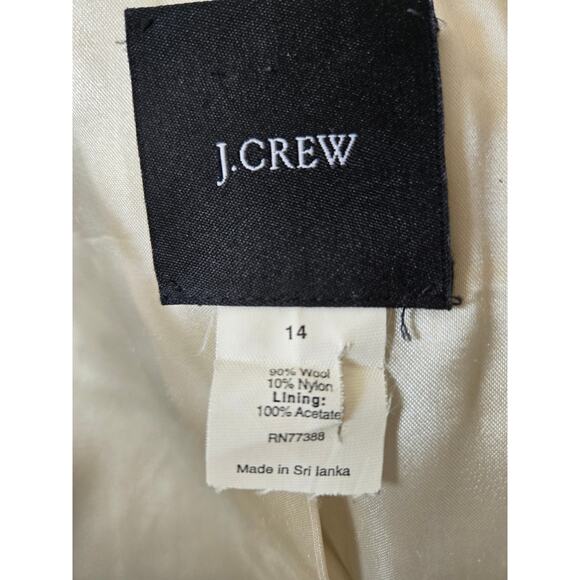 J.CREW
14
90% Wool
10% Nylon
Lining:
100% Acetate
RN77388
Made in Sri lanka